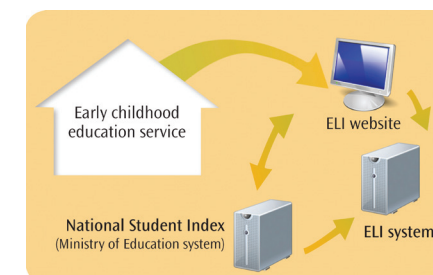 Early childhood
education service
ELI website
National Student Index
(Ministry of Education system)
ELI system